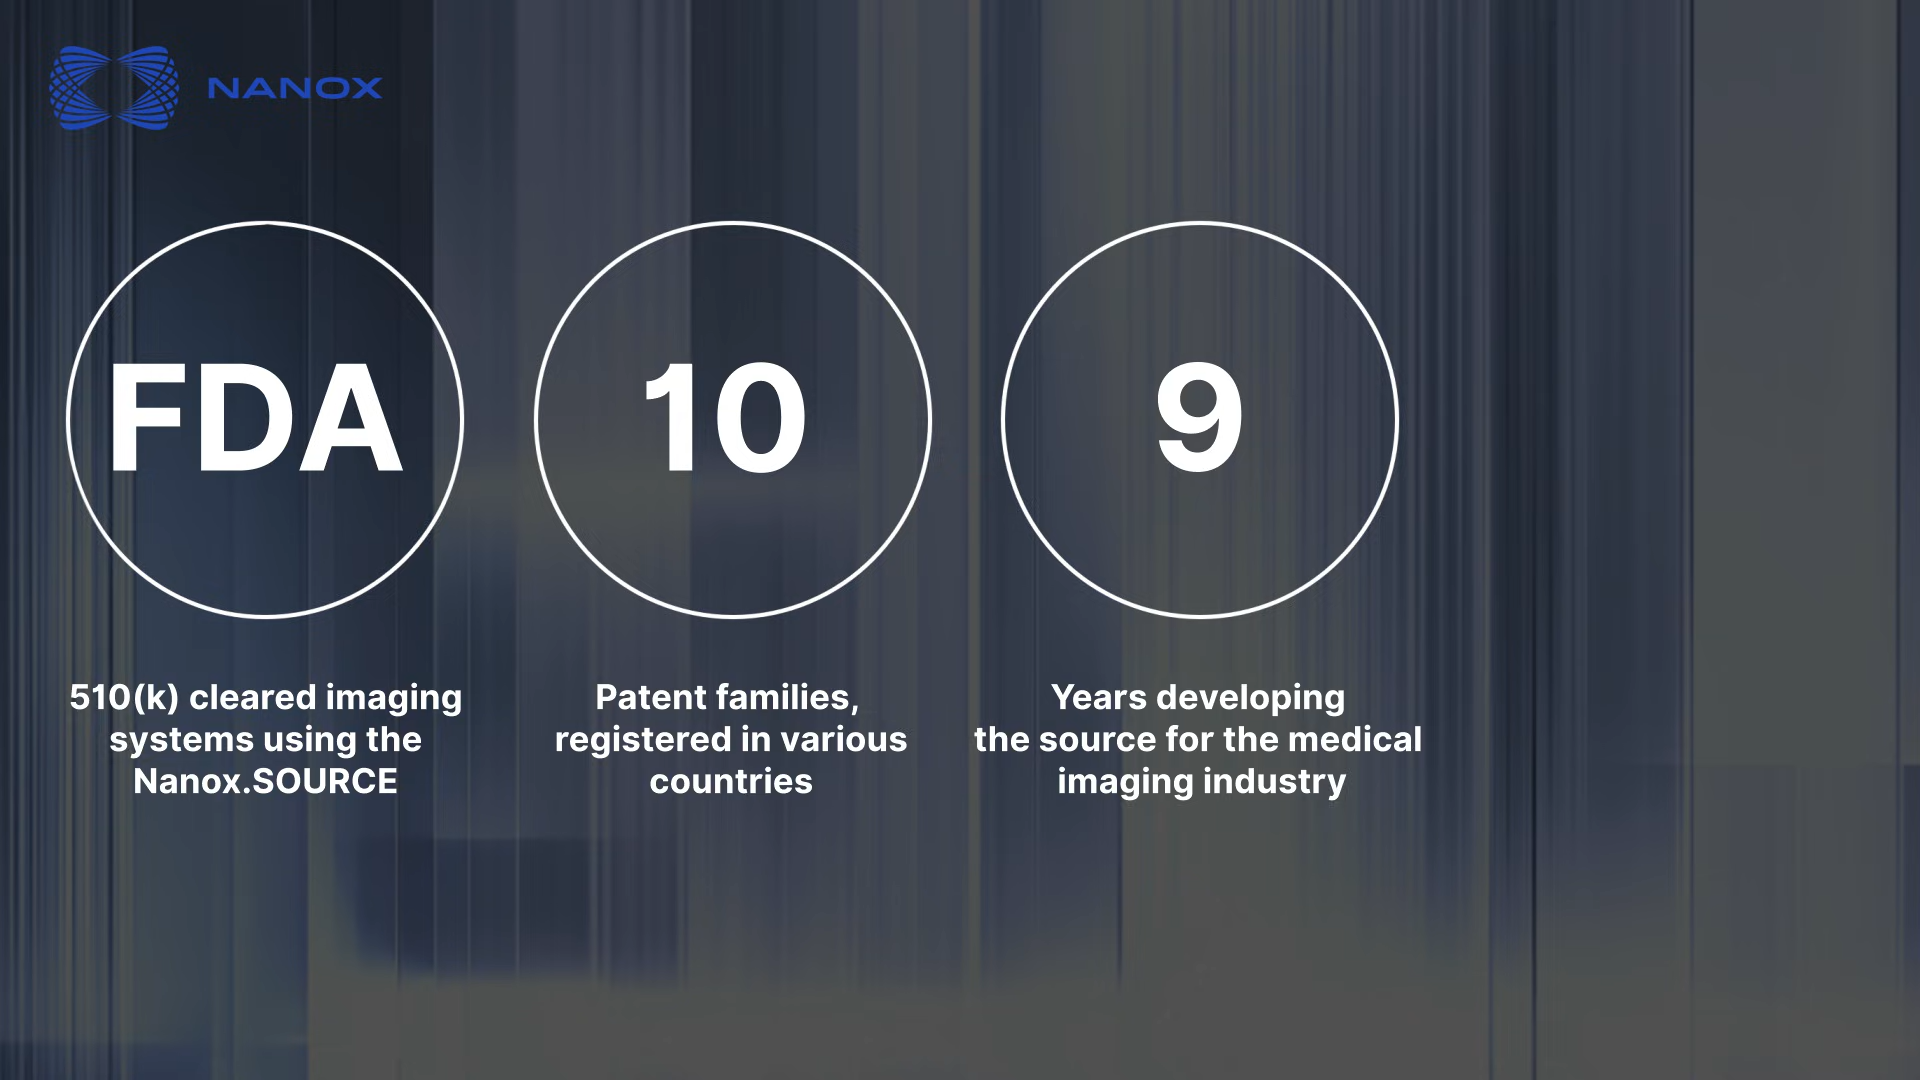 NANOX
FDA
10
9
510(k) cleared imaging
systems using the
Nanox.SOURCE
Patent families,
registered in various
countries
Years developing
the source for the medical
imaging industry